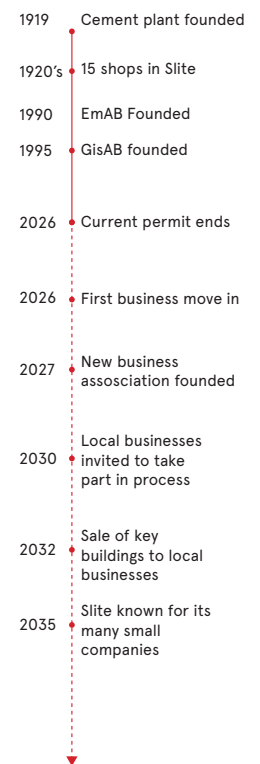 1919 Cement plant founded
1920's 15 shops in Slite
1990 EmAB Founded
1995 GisAB founded
2026 Current permit ends
2026 First business move in
2027 New business
assosciation founded
2030 Local businesses
invited to take
part in process
2032 Sale of key
buildings to local
businesses
2035 Slite known for its
many small
companies